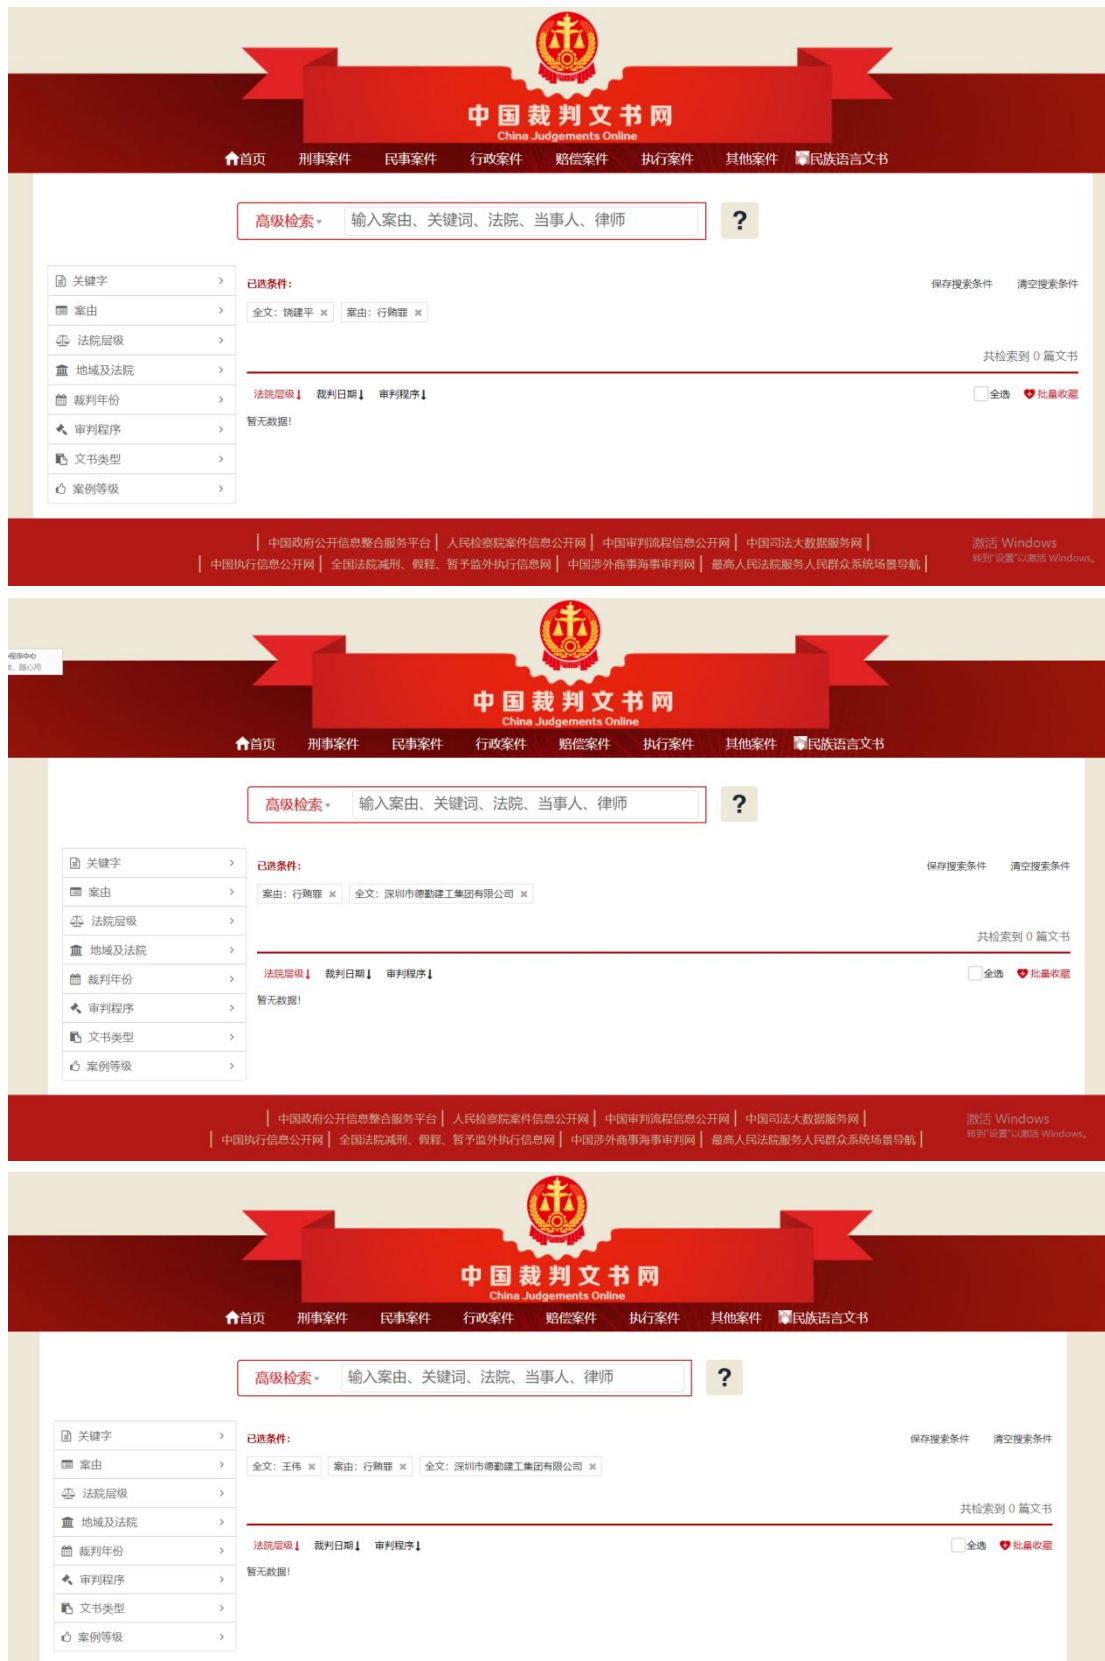 中国裁判文书网
China Judgements Online
首页 刑事案件 民事案件 行政案件 赔偿案件 执行案件 其他案件 民族语言文书
高级检索 输入案由、关键词、法院、当事人、律师 ?
关键字
案由
法院层级
地域及法院
裁判年份
审判程序
文书类型
案例等级
已选条件： 保存搜索条件 清空搜索条件
全文：饶建平 × 案由：行贿罪 ×
共检索到 0 篇文书
法院层级 裁判日期 审判程序 全选 批量收藏
暂无数据!
中国政府公开信息整合服务平台 | 人民检察院案件信息公开网 | 中国审判流程信息公开网 | 中国司法大数据服务网 |
| 中国执行信息公开网 | 全国法院减刑、假释、暂予监外执行信息网 | 中国涉外商事海事审判网 | 最高人民法院服务人民群众系统场景导航 |
激活 Windows
转到"设置"以激活 Windows。
程序中心
随心用
中国裁判文书网
China Judgements Online
首页 刑事案件 民事案件 行政案件 赔偿案件 执行案件 其他案件 民族语言文书
高级检索 输入案由、关键词、法院、当事人、律师 ?
关键字
案由
法院层级
地域及法院
裁判年份
审判程序
文书类型
案例等级
已选条件： 保存搜索条件 清空搜索条件
案由：行贿罪 × 全文：深圳市德勤建工集团有限公司 ×
共检索到 0 篇文书
法院层级 裁判日期 审判程序 全选 批量收藏
暂无数据!
中国政府公开信息整合服务平台 | 人民检察院案件信息公开网 | 中国审判流程信息公开网 | 中国司法大数据服务网 |
| 中国执行信息公开网 | 全国法院减刑、假释、暂予监外执行信息网 | 中国涉外商事海事审判网 | 最高人民法院服务人民群众系统场景导航 |
激活 Windows
转到"设置"以激活 Windows。
中国裁判文书网
China Judgements Online
首页 刑事案件 民事案件 行政案件 赔偿案件 执行案件 其他案件 民族语言文书
高级检索 输入案由、关键词、法院、当事人、律师 ?
关键字
案由
法院层级
地域及法院
裁判年份
审判程序
文书类型
案例等级
已选条件： 保存搜索条件 清空搜索条件
全文：王伟 × 案由：行贿罪 × 全文：深圳市德勤建工集团有限公司 ×
共检索到 0 篇文书
法院层级 裁判日期 审判程序 全选 批量收藏
暂无数据!